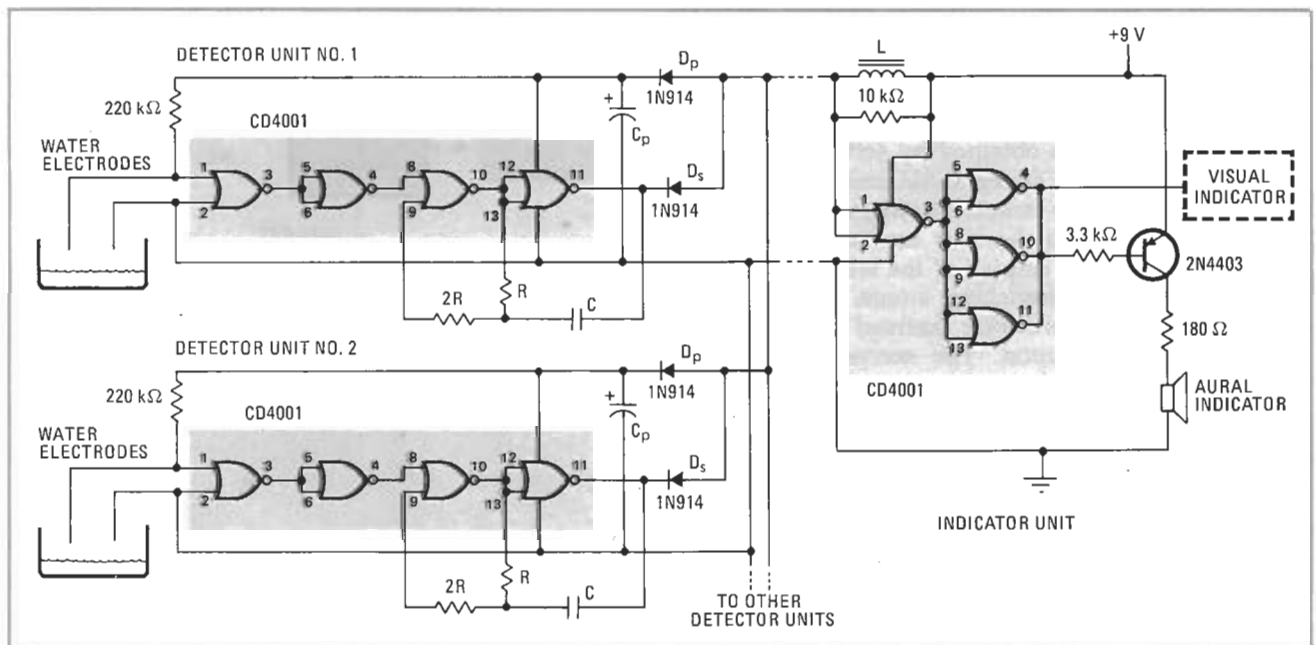 DETECTOR UNIT NO. 1
220 kΩ
CD4001
WATER
ELECTRODES
1
2
3
5
6
4
8
9
10
12
13
11
Dp
1N914
+
Cp
Ds
1N914
2R
R
C
DETECTOR UNIT NO. 2
220 kΩ
CD4001
WATER
ELECTRODES
1
2
3
5
6
4
8
9
10
12
13
11
Dp
1N914
+
Cp
Ds
1N914
2R
R
C
TO OTHER
DETECTOR UNITS
L
10 kΩ
+9 V
1
2
3
5
6
4
8
9
10
12
13
11
CD4001
VISUAL
INDICATOR
3.3 kΩ
2N4403
180 Ω
AURAL
INDICATOR
INDICATOR UNIT